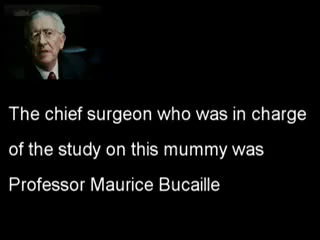 The chief surgeon who was in charge
of the study on this mummy was
Professor Maurice Bucaille